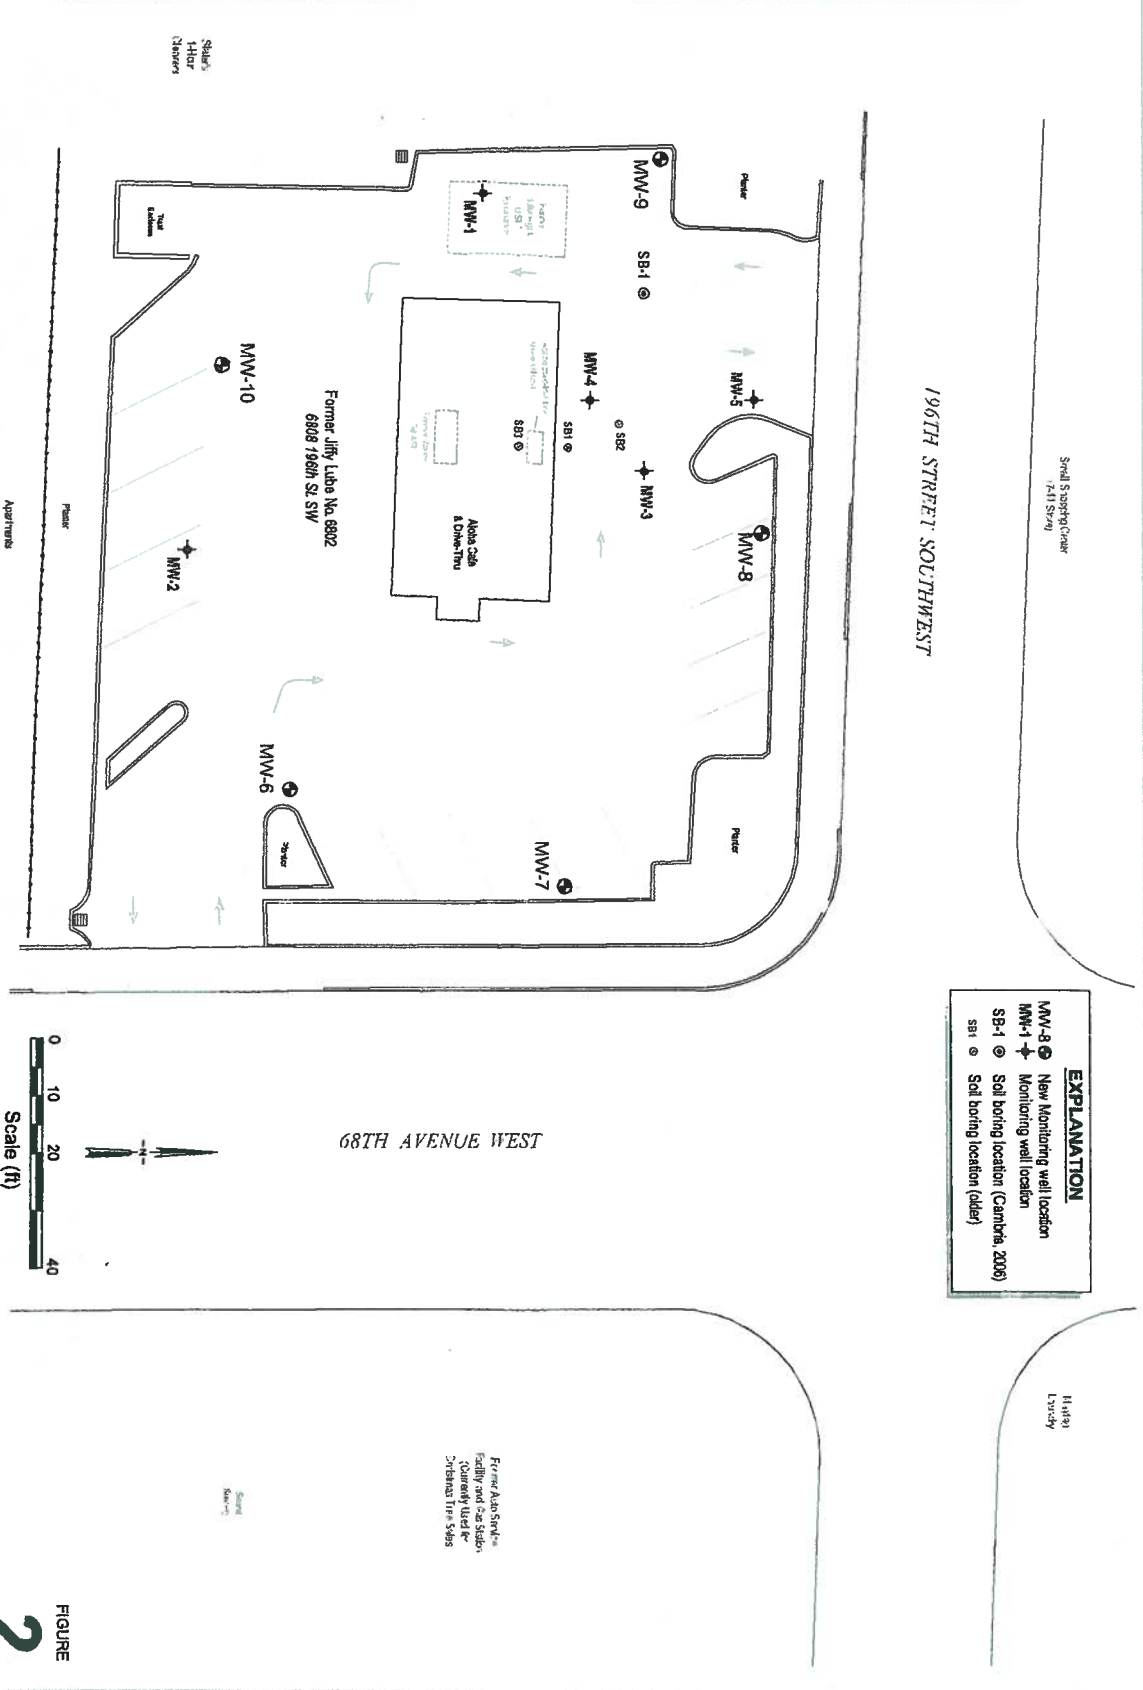 Small Shopping Center
196TH STREET SOUTHWEST
Planter
MW-9
SB-1
MW-5
MW-8
Planter
MW-1
MW-4
SB2
SB1
SB3
MW-3
MW-7
Aloha Cafe
& Drive-Thru
Former Jiffy Lube No. 6802
6808 196th St. SW
MW-10
MW-2
MW-6
Planter
Planter
Apartments
1-Hour
Cleaners
68TH AVENUE WEST
EXPLANATION
MW-8 New Monitoring well location
MW-1 Monitoring well location
SB-1 Soil boring location (Cambria, 2006)
SB1 Soil boring location (older)
-N-
0 10 20 40
Scale (ft)
Laundry
Former Auto Service
Facility and Gas Station
(Currently Used for
Christmas Tree Sales
FIGURE
2